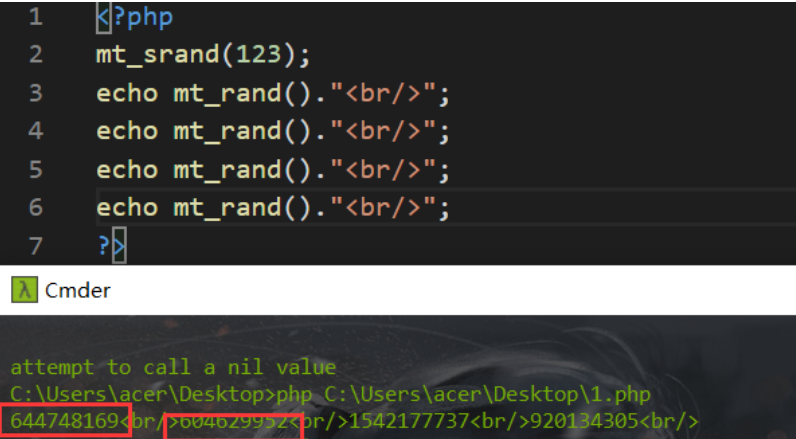 1 <?php
2 mt_srand(123);
3 echo mt_rand()."<br/>";
4 echo mt_rand()."<br/>";
5 echo mt_rand()."<br/>";
6 echo mt_rand()."<br/>";
7 ?>
λ Cmder
attempt to call a nil value
C:\Users\acer\Desktop>php C:\Users\acer\Desktop\1.php
644748169<br/>604629952<br/>1542177737<br/>920134305<br/>